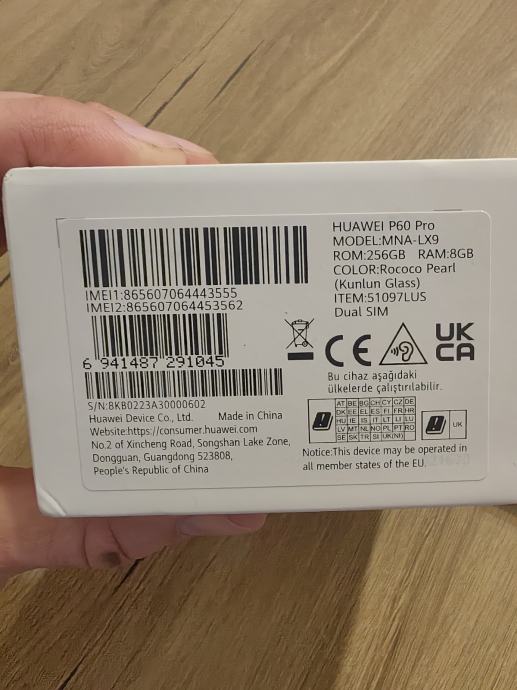 HUAWEI P60 Pro
MODEL:MNA-LX9
ROM:256GB RAM:8GB
COLOR:Rococo Pearl
(Kunlun Glass)
ITEM:51097LUS
Dual SIM
IMEI1:865607064443555
IMEI2:865607064453562
6 941487 291045
S/N:8KB0223A30000602
Huawei Device Co., Ltd. Made in China
Website:https://consumer.huawei.com
No.2 of Xincheng Road, Songshan Lake Zone,
Dongguan, Guangdong 523808,
People's Republic of China
CE
UK
CA
Bu cihaz aşağıdaki
ülkelerde çalıştırılabilir.
AT BE BG CH CY CZ DE
DK EE EL ES FI FR HR
HU IE IS IT LT LI LU
LV MT NL NO PL PT RO
SE SK TR SI UK(NI)
UK
Notice:This device may be operated in
all member states of the EU.